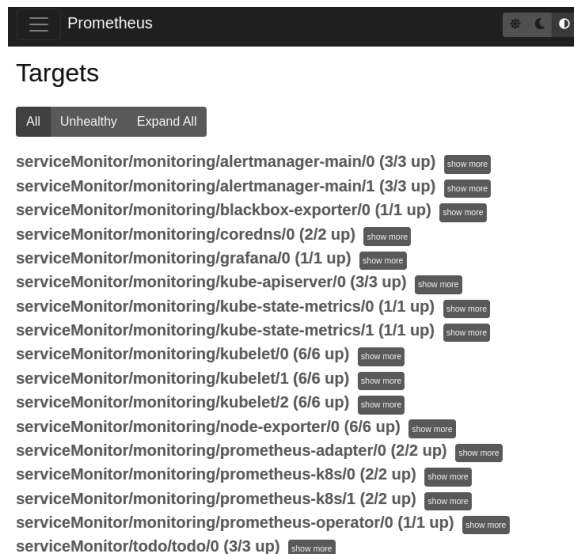 Prometheus
Targets
All Unhealthy Expand All
serviceMonitor/monitoring/alertmanager-main/0 (3/3 up) show more
serviceMonitor/monitoring/alertmanager-main/1 (3/3 up) show more
serviceMonitor/monitoring/blackbox-exporter/0 (1/1 up) show more
serviceMonitor/monitoring/coredns/0 (2/2 up) show more
serviceMonitor/monitoring/grafana/0 (1/1 up) show more
serviceMonitor/monitoring/kube-apiserver/0 (3/3 up) show more
serviceMonitor/monitoring/kube-state-metrics/0 (1/1 up) show more
serviceMonitor/monitoring/kube-state-metrics/1 (1/1 up) show more
serviceMonitor/monitoring/kubelet/0 (6/6 up) show more
serviceMonitor/monitoring/kubelet/1 (6/6 up) show more
serviceMonitor/monitoring/kubelet/2 (6/6 up) show more
serviceMonitor/monitoring/node-exporter/0 (6/6 up) show more
serviceMonitor/monitoring/prometheus-adapter/0 (2/2 up) show more
serviceMonitor/monitoring/prometheus-k8s/0 (2/2 up) show more
serviceMonitor/monitoring/prometheus-k8s/1 (2/2 up) show more
serviceMonitor/monitoring/prometheus-operator/0 (1/1 up) show more
serviceMonitor/todo/todo/0 (3/3 up) show more